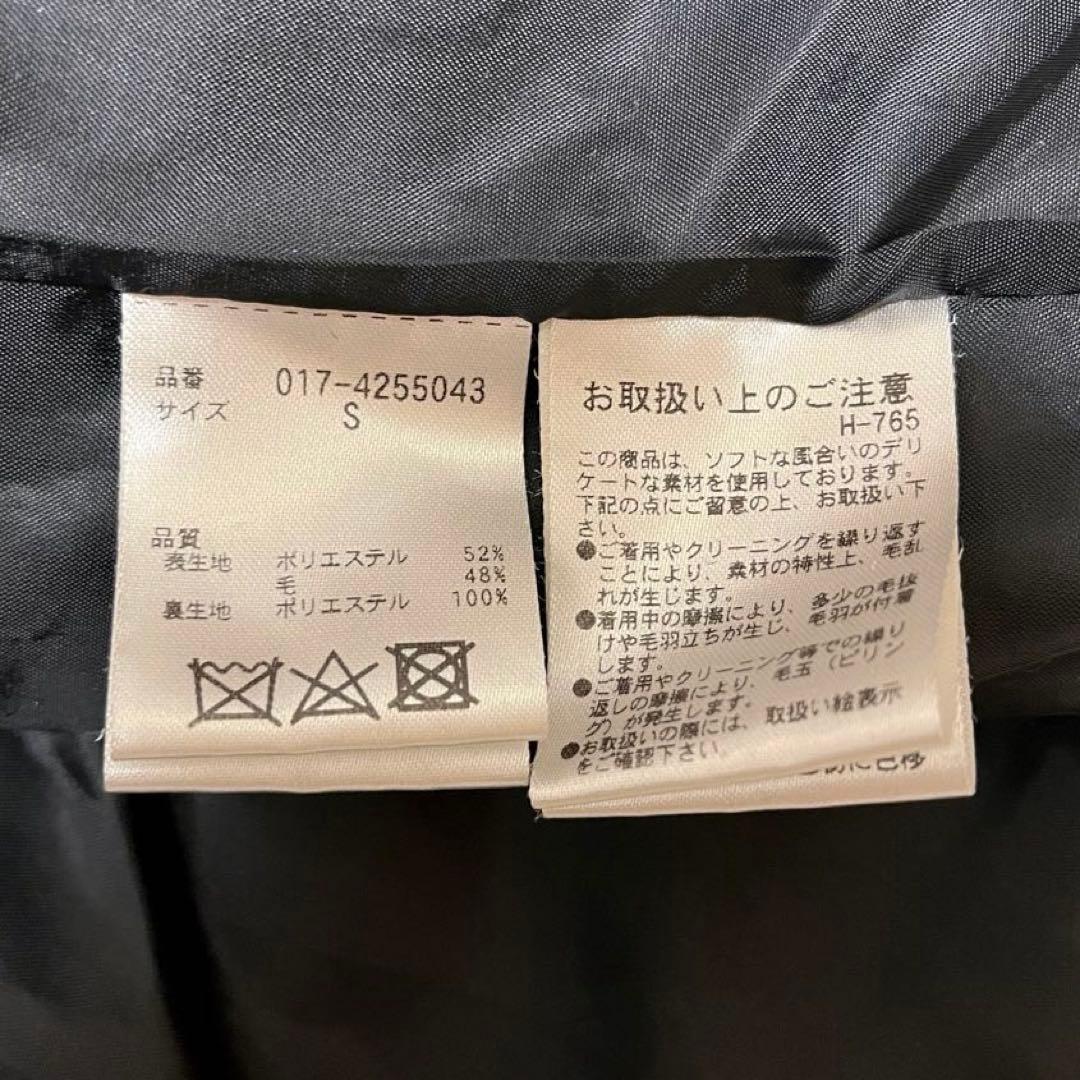 品番 017-4255043
サイズ S
品質
表生地 ポリエステル 52%
毛 48%
裏生地 ポリエステル 100%
お取扱い上のご注意
H-765
この商品は、ソフトな風合いのデリ
ケートな素材を使用しております。
下記の点にご留意の上、お取扱い下
さい。
●ご着用やクリーニングを繰り返す
ことにより、素材の特性上、毛乱
れが生じます。
●着用中の摩擦により、多少の毛抜
けや毛羽立ちが生じ、毛羽が付着
します。
●ご着用やクリーニング等での繰り
返しの摩擦により、毛玉（ピリン
グ）が発生します。
●お取扱いの際には、取扱い絵表示
をご確認下さい。